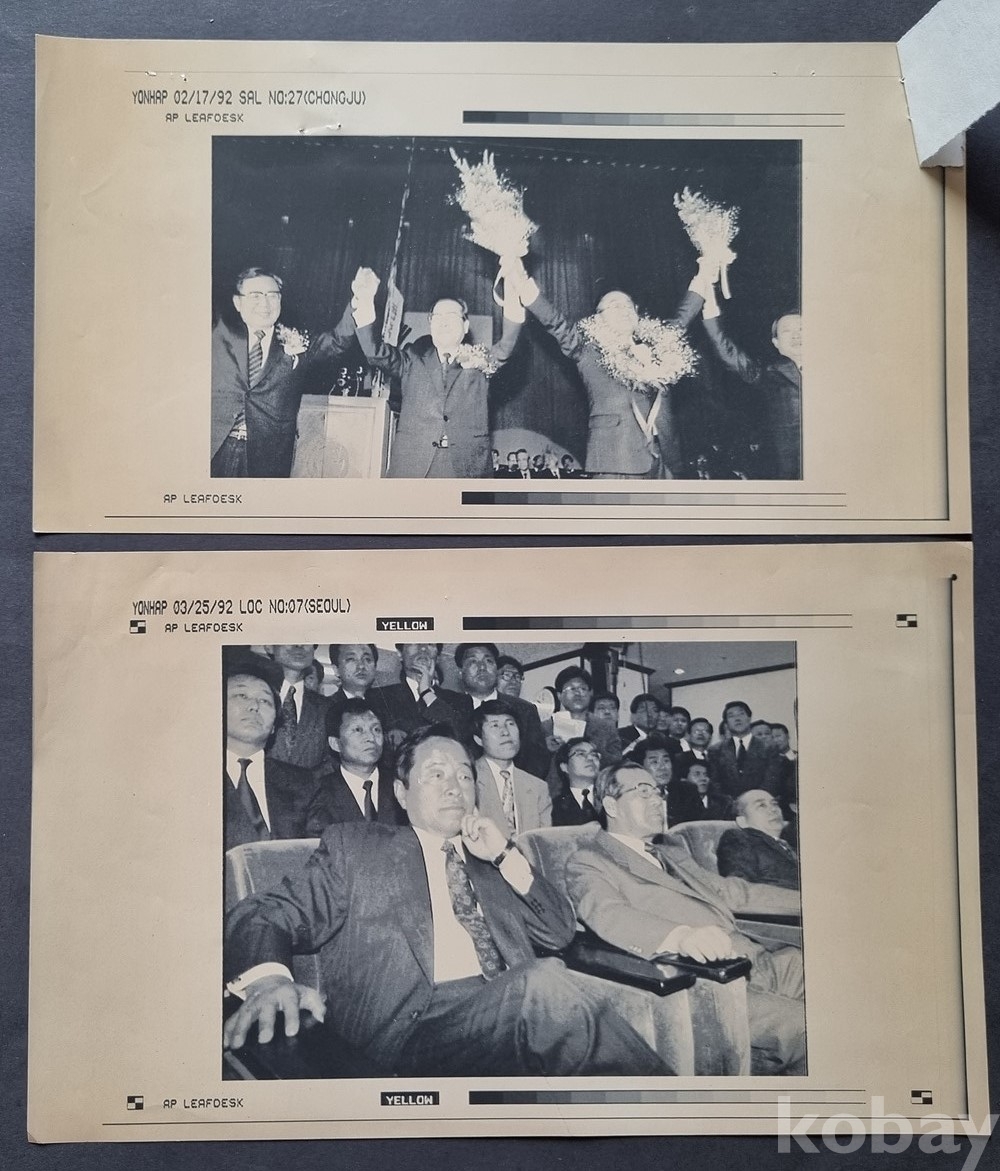 YONHAP 02/17/92 SAL NO:27(CHONGJU)
AP LEAFDESK
AP LEAFDESK
YONHAP 03/25/92 LOC NO:07(SEOUL)
AP LEAFDESK YELLOW
AP LEAFDESK YELLOW
kobay